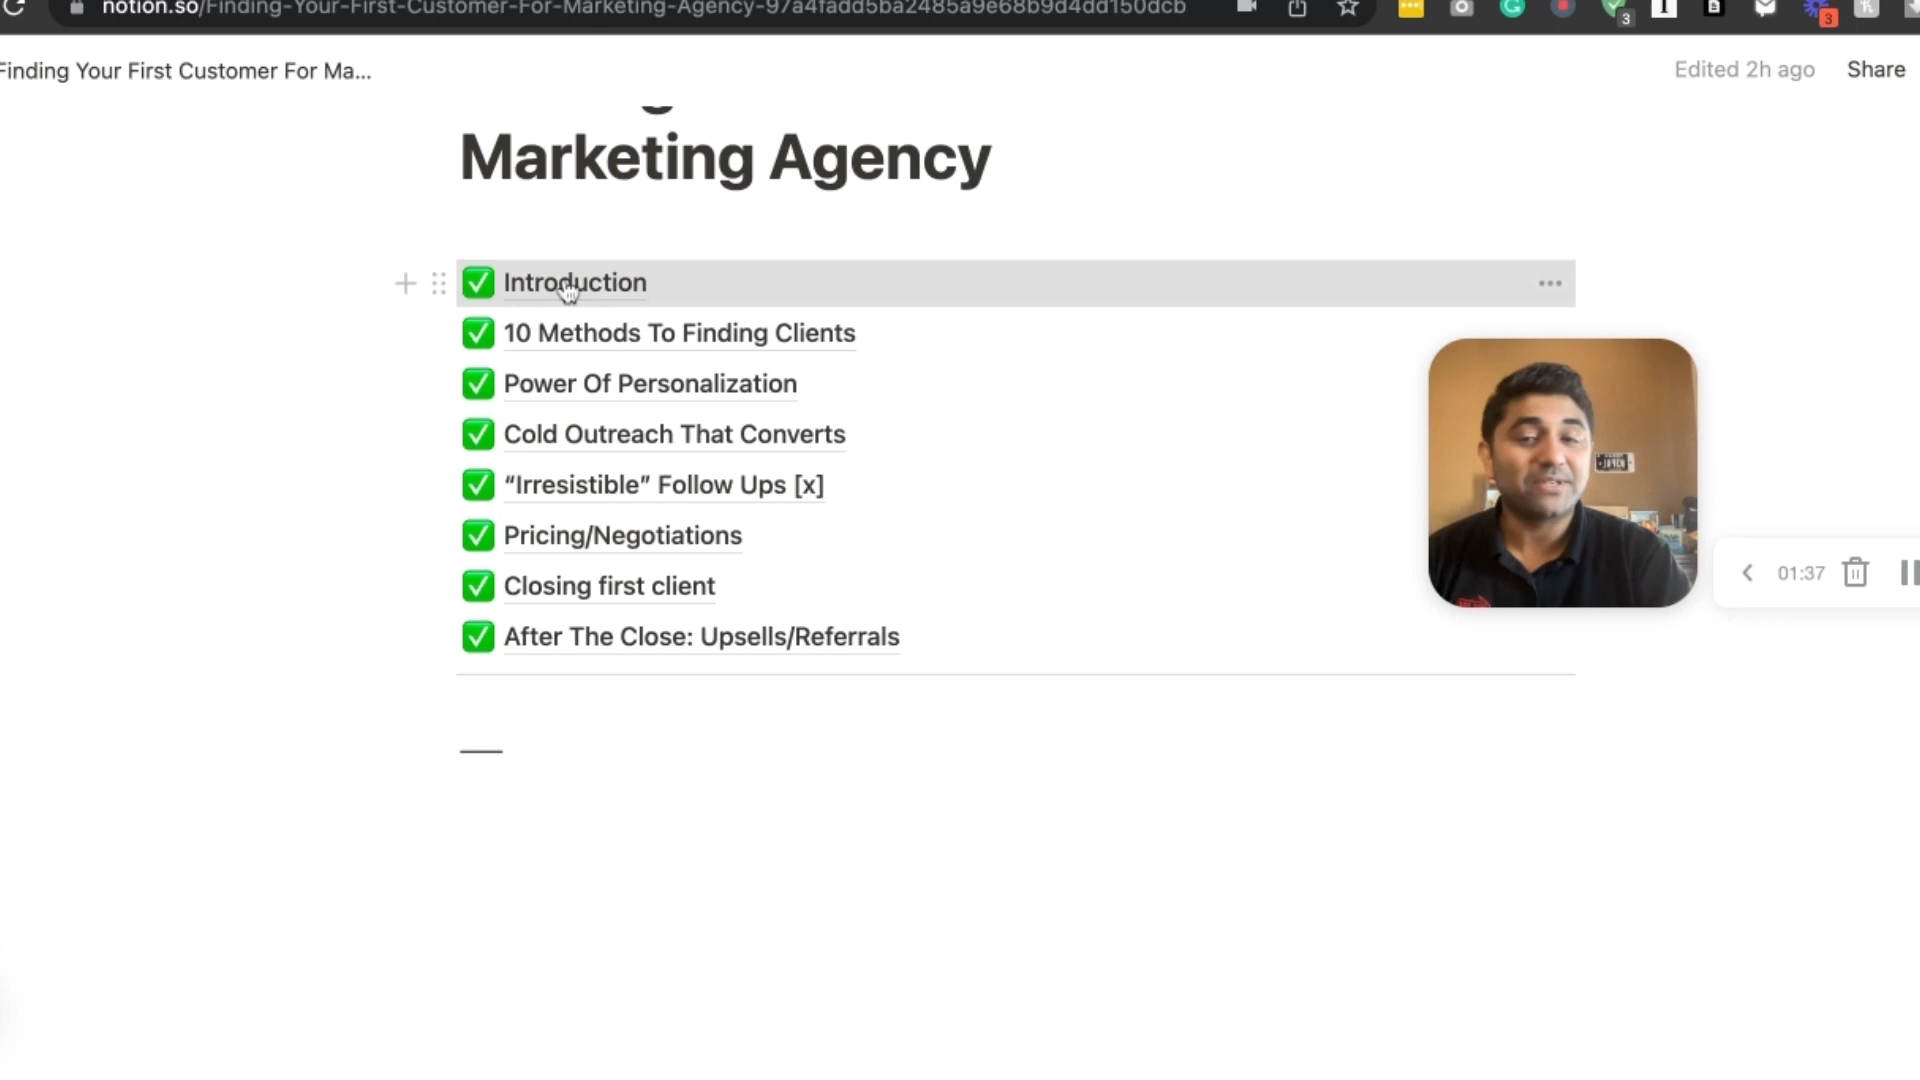 notion.so/Finding-Your-First-Customer-For-Marketing-Agency-97a4fadd5ba2485a9e68b9d4dd150dcb
3
3
Finding Your First Customer For Ma...
Edited 2h ago
Share
Marketing Agency
Introduction
10 Methods To Finding Clients
Power Of Personalization
Cold Outreach That Converts
“Irresistible” Follow Ups [x]
Pricing/Negotiations
Closing first client
After The Close: Upsells/Referrals
01:37